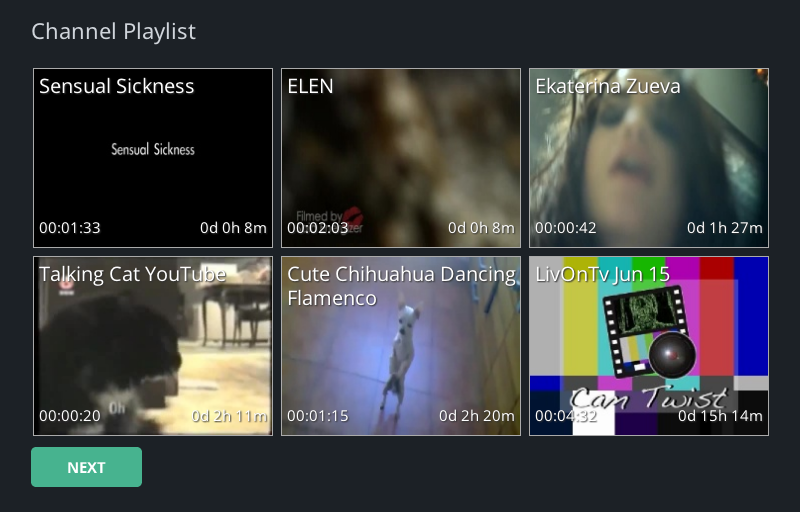 Channel Playlist
Sensual Sickness
Sensual Sickness
00:01:33 0d 0h 8m
ELEN
Filmed by
00:02:03 0d 0h 8m
Ekaterina Zueva
00:00:42 0d 1h 27m
Talking Cat YouTube
0h
00:00:20 0d 2h 11m
Cute Chihuahua Dancing
Flamenco
00:01:15 0d 2h 20m
LivOnTv Jun 15
Can Twist
00:04:32 0d 15h 14m
NEXT